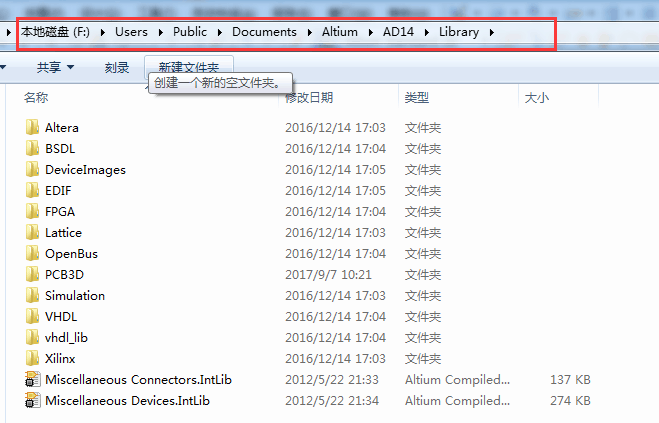 本地磁盘 (F:) Users Public Documents Altium AD14 Library
共享 刻录 新建文件夹
创建一个新的空文件夹。
名称 修改日期 类型 大小
Altera 2016/12/14 17:03 文件夹
BSDL 2016/12/14 17:04 文件夹
DeviceImages 2016/12/14 17:05 文件夹
EDIF 2016/12/14 17:05 文件夹
FPGA 2016/12/14 17:04 文件夹
Lattice 2016/12/14 17:03 文件夹
OpenBus 2016/12/14 17:04 文件夹
PCB3D 2017/9/7 10:21 文件夹
Simulation 2016/12/14 17:03 文件夹
VHDL 2016/12/14 17:04 文件夹
vhdl_lib 2016/12/14 17:04 文件夹
Xilinx 2016/12/14 17:03 文件夹
Miscellaneous Connectors.IntLib 2012/5/22 21:33 Altium Compiled... 137 KB
Miscellaneous Devices.IntLib 2012/5/22 21:34 Altium Compiled... 274 KB